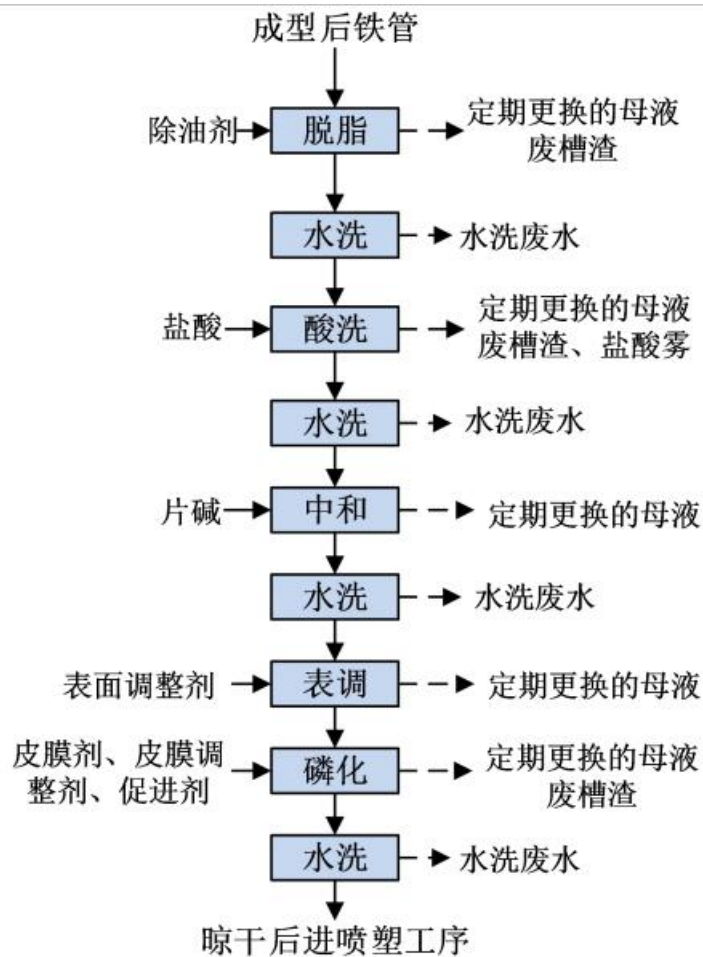 成型后铁管
除油剂
脱脂
定期更换的母液
废槽渣
水洗
水洗废水
盐酸
酸洗
定期更换的母液
废槽渣、盐酸雾
水洗
水洗废水
片碱
中和
定期更换的母液
水洗
水洗废水
表面调整剂
表调
定期更换的母液
皮膜剂、皮膜调
整剂、促进剂
磷化
定期更换的母液
废槽渣
水洗
水洗废水
晾干后进喷塑工序